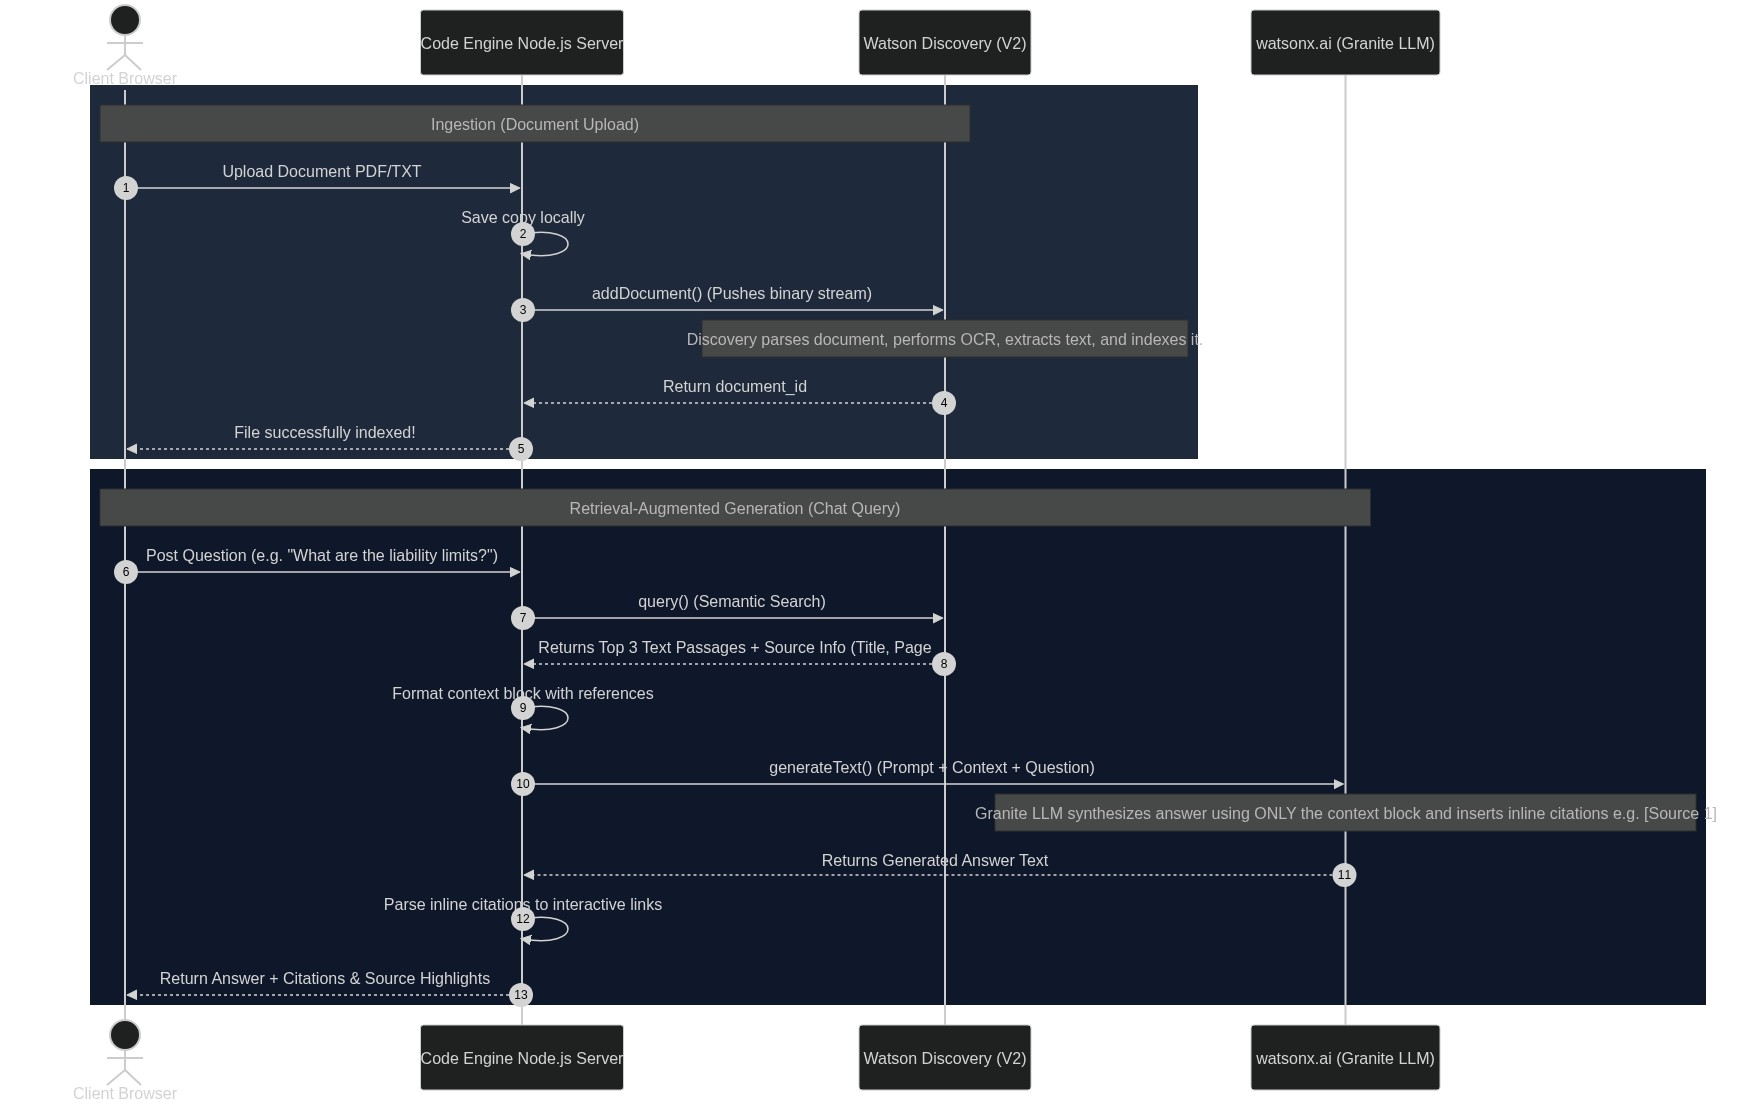 Client Browser
Code Engine Node.js Server
Watson Discovery (V2)
watsonx.ai (Granite LLM)
Ingestion (Document Upload)
Upload Document PDF/TXT
1
Save copy locally
2
addDocument() (Pushes binary stream)
3
Discovery parses document, performs OCR, extracts text, and indexes it.
Return document_id
4
File successfully indexed!
5
Retrieval-Augmented Generation (Chat Query)
Post Question (e.g. "What are the liability limits?")
6
query() (Semantic Search)
7
Returns Top 3 Text Passages + Source Info (Title, Page
8
Format context block with references
9
generateText() (Prompt + Context + Question)
10
Granite LLM synthesizes answer using ONLY the context block and inserts inline citations e.g. [Source 1]
Returns Generated Answer Text
11
Parse inline citations to interactive links
12
Return Answer + Citations & Source Highlights
13
Client Browser
Code Engine Node.js Server
Watson Discovery (V2)
watsonx.ai (Granite LLM)